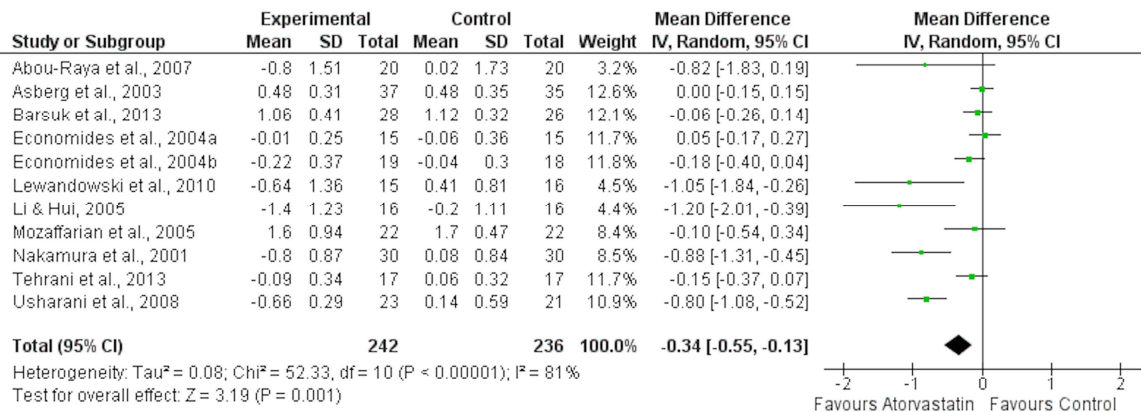 Experimental Control Mean Difference Mean Difference
Study or Subgroup Mean SD Total Mean SD Total Weight IV, Random, 95% CI IV, Random, 95% CI
Abou-Raya et al., 2007 -0.8 1.51 20 0.02 1.73 20 3.2% -0.82 [-1.83, 0.19]
Asberg et al., 2003 0.48 0.31 37 0.48 0.35 35 12.6% 0.00 [-0.15, 0.15]
Barsuk et al., 2013 1.06 0.41 28 1.12 0.32 26 12.1% -0.06 [-0.26, 0.14]
Economides et al., 2004a -0.01 0.25 15 -0.06 0.36 15 11.7% 0.05 [-0.17, 0.27]
Economides et al., 2004b -0.22 0.37 19 -0.04 0.3 18 11.8% -0.18 [-0.40, 0.04]
Lewandowski et al., 2010 -0.64 1.36 15 0.41 0.81 16 4.5% -1.05 [-1.84, -0.26]
Li & Hui, 2005 -1.4 1.23 16 -0.2 1.11 16 4.4% -1.20 [-2.01, -0.39]
Mozaffarian et al., 2005 1.6 0.94 22 1.7 0.47 22 8.4% -0.10 [-0.54, 0.34]
Nakamura et al., 2001 -0.8 0.87 30 0.08 0.84 30 8.5% -0.88 [-1.31, -0.45]
Tehrani et al., 2013 -0.09 0.34 17 0.06 0.32 17 11.8% -0.15 [-0.37, 0.07]
Usharani et al., 2008 -0.66 0.29 23 0.14 0.59 21 10.9% -0.80 [-1.08, -0.52]
Total (95% CI) 242 236 100.0% -0.34 [-0.55, -0.13]
Heterogeneity: Tau² = 0.08; Chi² = 52.33, df = 10 (P < 0.00001); I² = 81%
Test for overall effect: Z = 3.19 (P = 0.001)
-2 -1 0 1 2
Favours Atorvastatin Favours Control